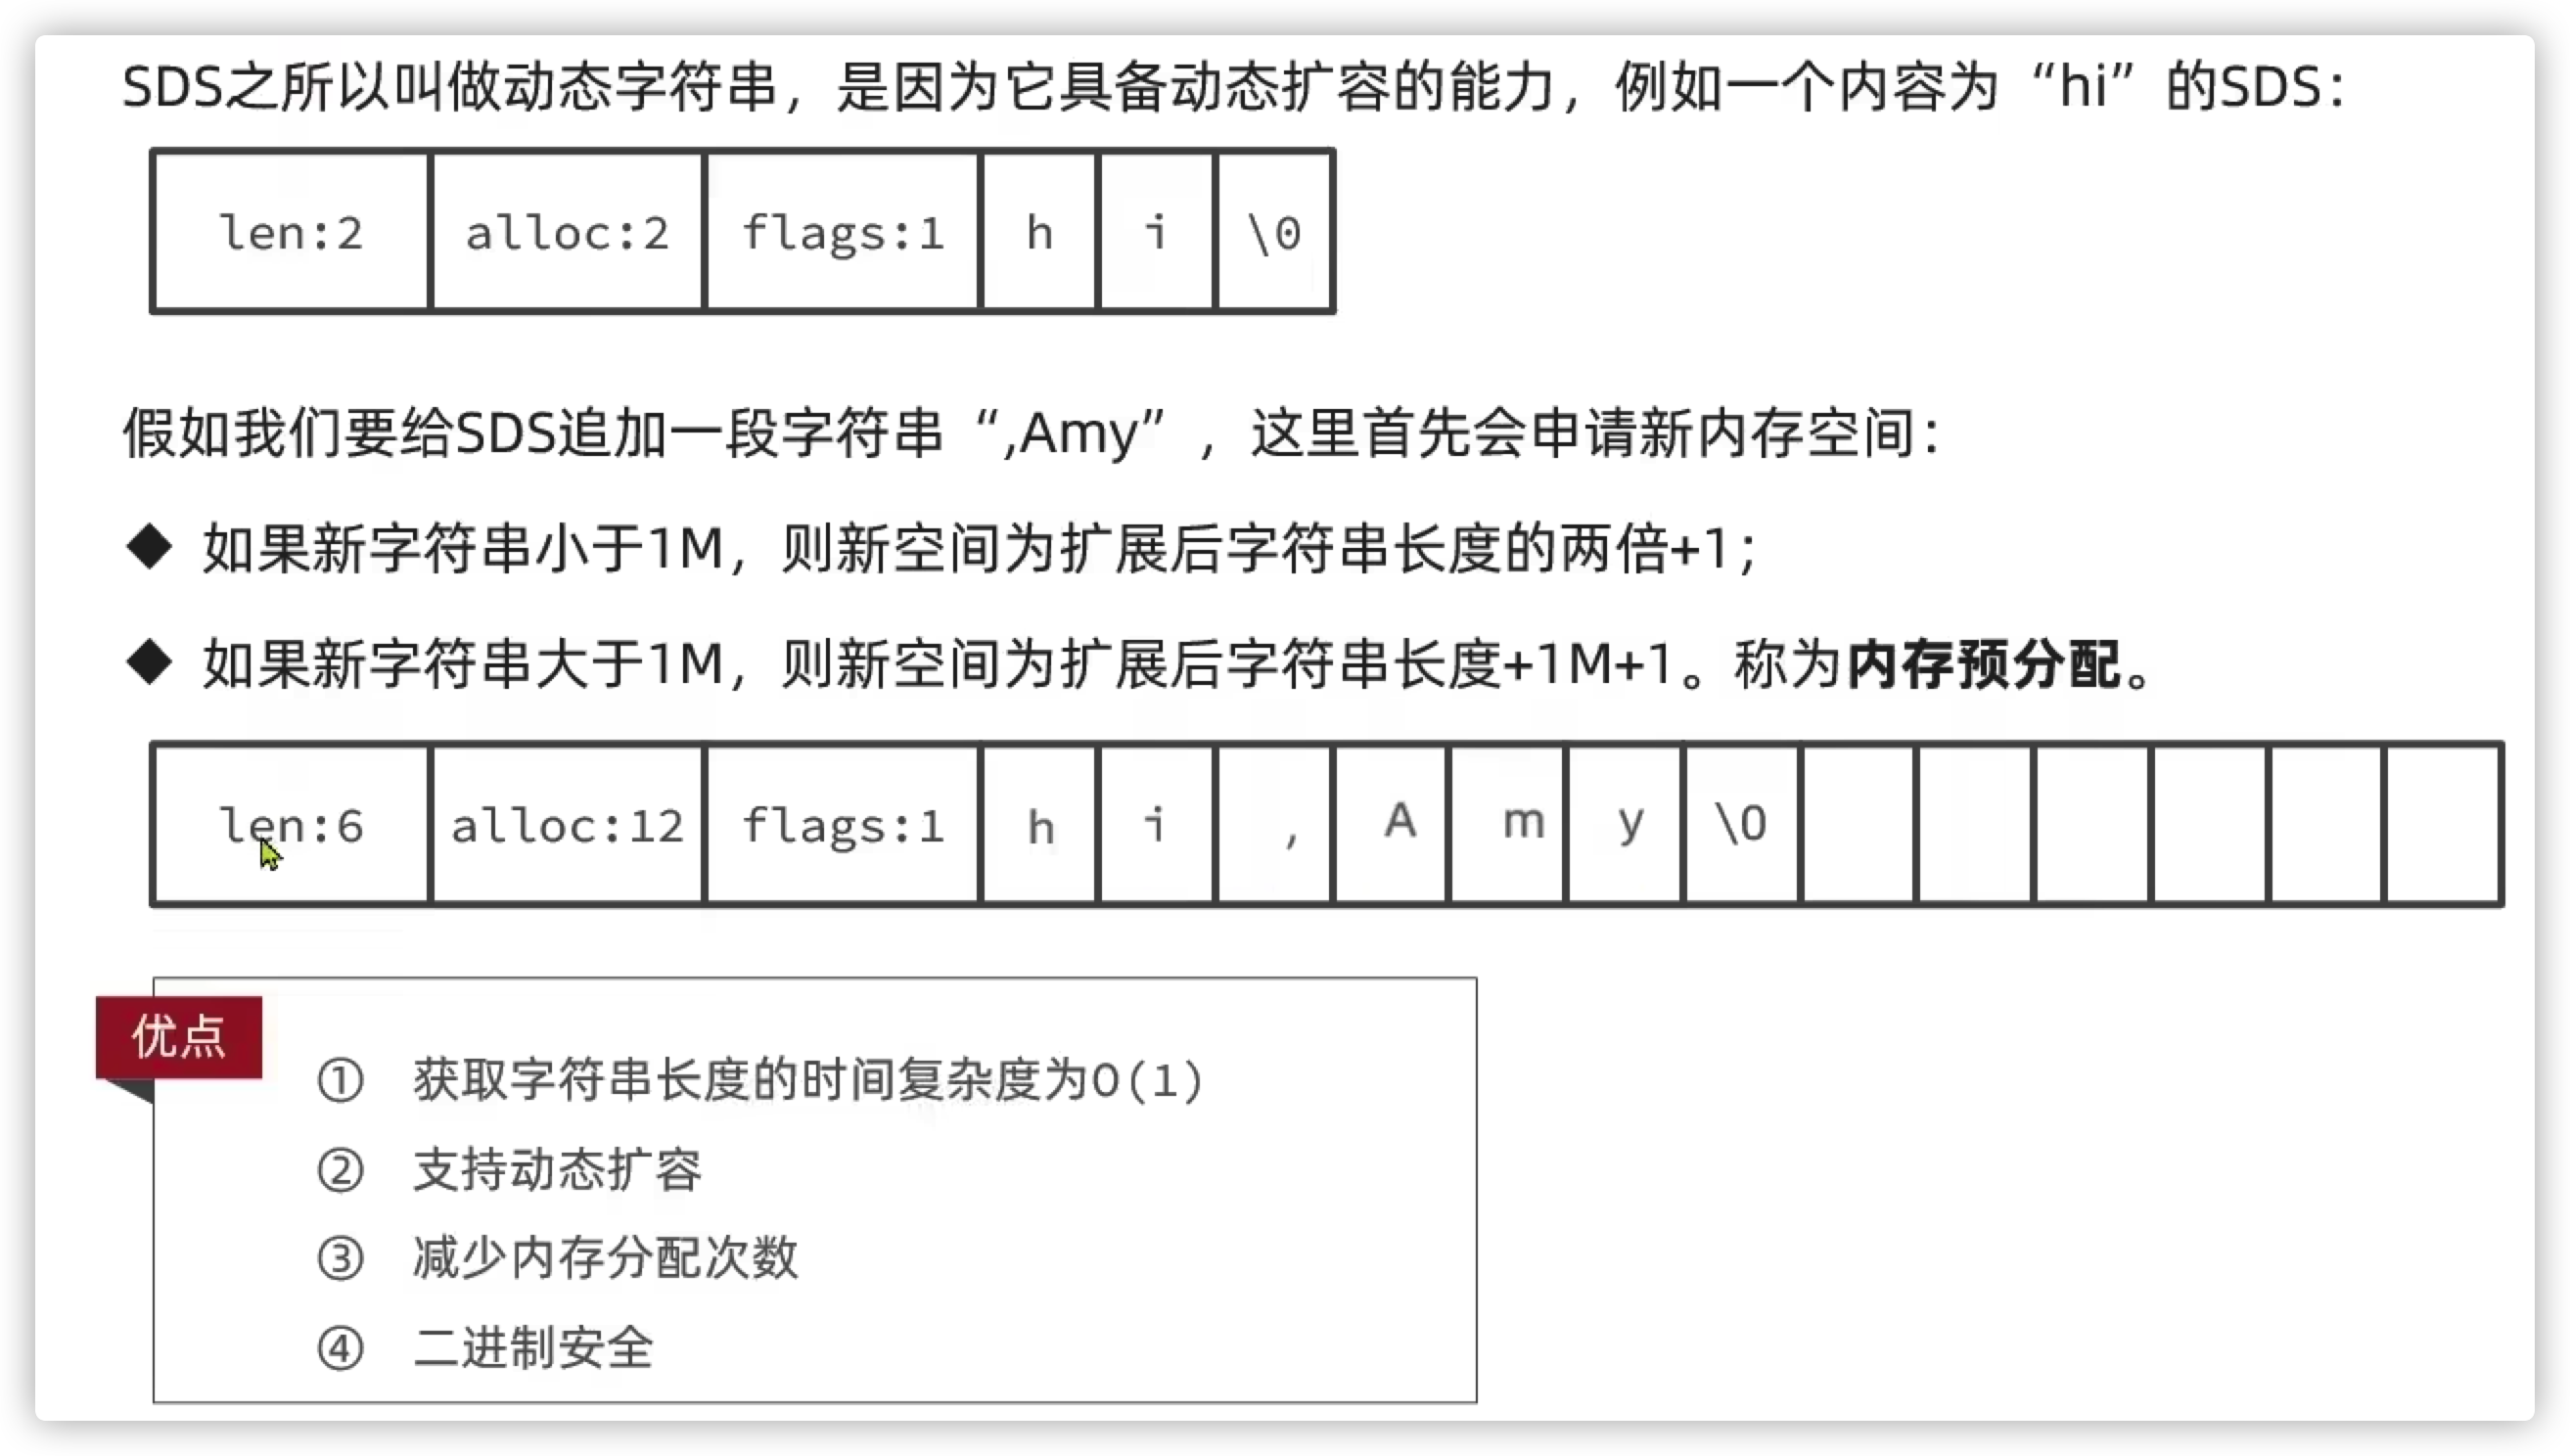 SDS之所以叫做动态字符串，是因为它具备动态扩容的能力，例如一个内容为“hi”的SDS：
len:2 alloc:2 flags:1 h i \0
假如我们要给SDS追加一段字符串“,Amy”，这里首先会申请新内存空间：
◆ 如果新字符串小于1M，则新空间为扩展后字符串长度的两倍+1；
◆ 如果新字符串大于1M，则新空间为扩展后字符串长度+1M+1。称为内存预分配。
len:6 alloc:12 flags:1 h i , A m y \0
优点
① 获取字符串长度的时间复杂度为O(1)
② 支持动态扩容
③ 减少内存分配次数
④ 二进制安全